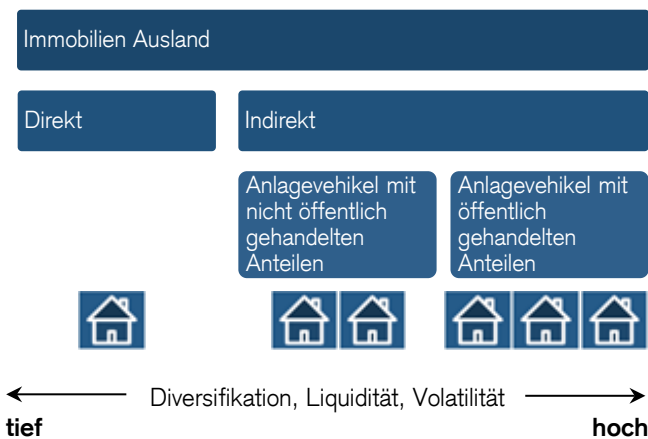 Immobilien Ausland
Direkt
Indirekt
Anlagevehikel mit
nicht öffentlich
gehandelten
Anteilen
Anlagevehikel mit
öffentlich
gehandelten
Anteilen
Diversifikation, Liquidität, Volatilität
tief
hoch